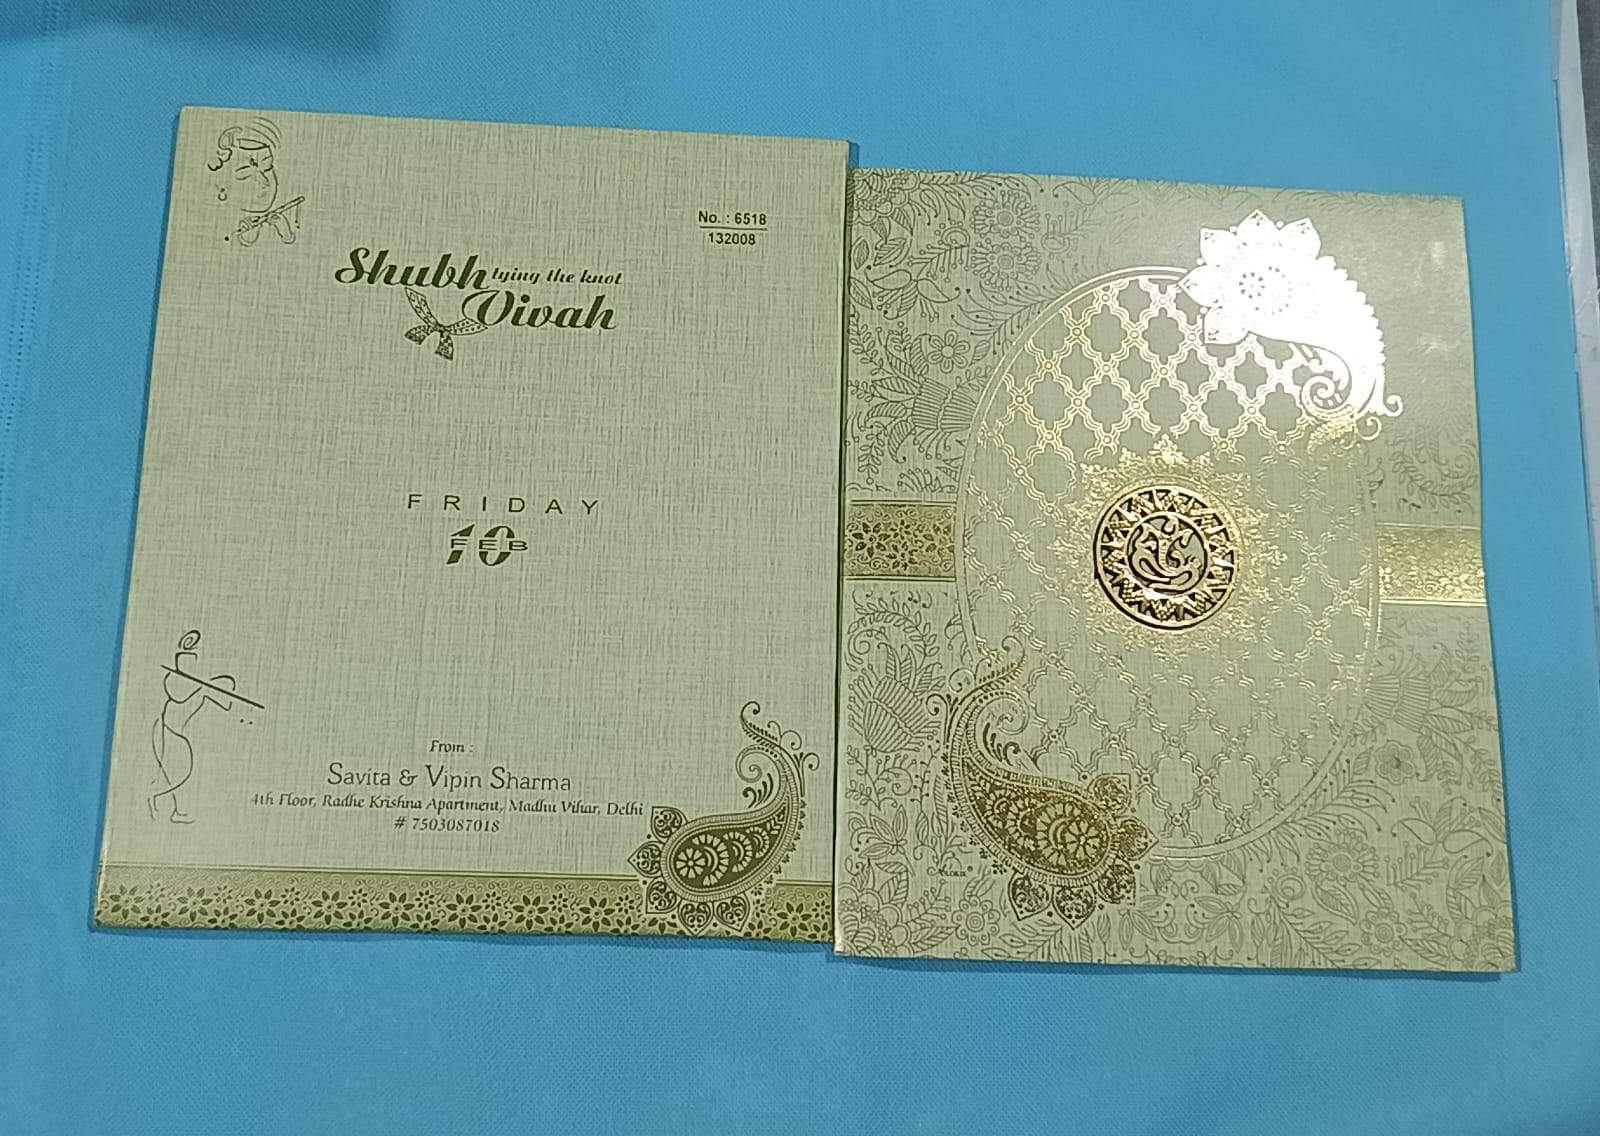 No. : 6518
132008
Shubh tying the knot
Vivah
FRIDAY
10
FEB
From :
Savita & Vipin Sharma
4th Floor, Radhe Krishna Apartment, Madhu Vihar, Delhi
# 7503087018